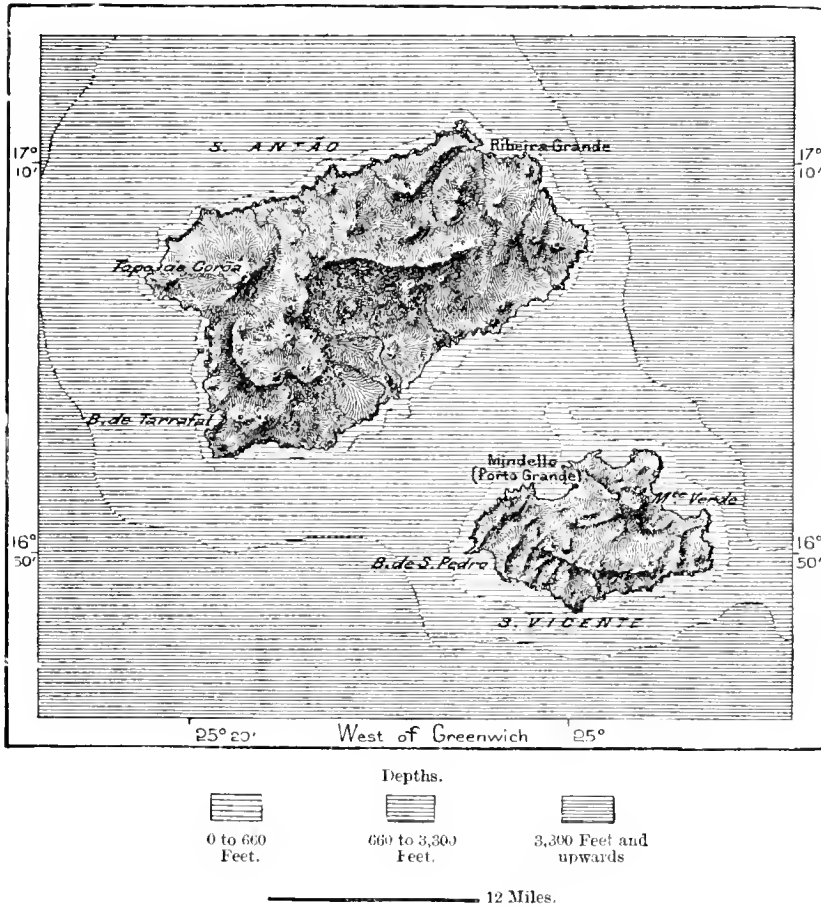 S. ANTÃO
Ribeira Grande
17°
10'
17°
10'
Topo da Corõa
B. de Tarrafal
Mindello
(Porto Grande)
Mte Verde
16°
50'
16°
50'
B. de S. Pedro
S. VICENTE
25° 20' West of Greenwich 25°
Depths.
0 to 660
Feet.
660 to 3,300
Feet.
3,300 Feet and
upwards
12 Miles.